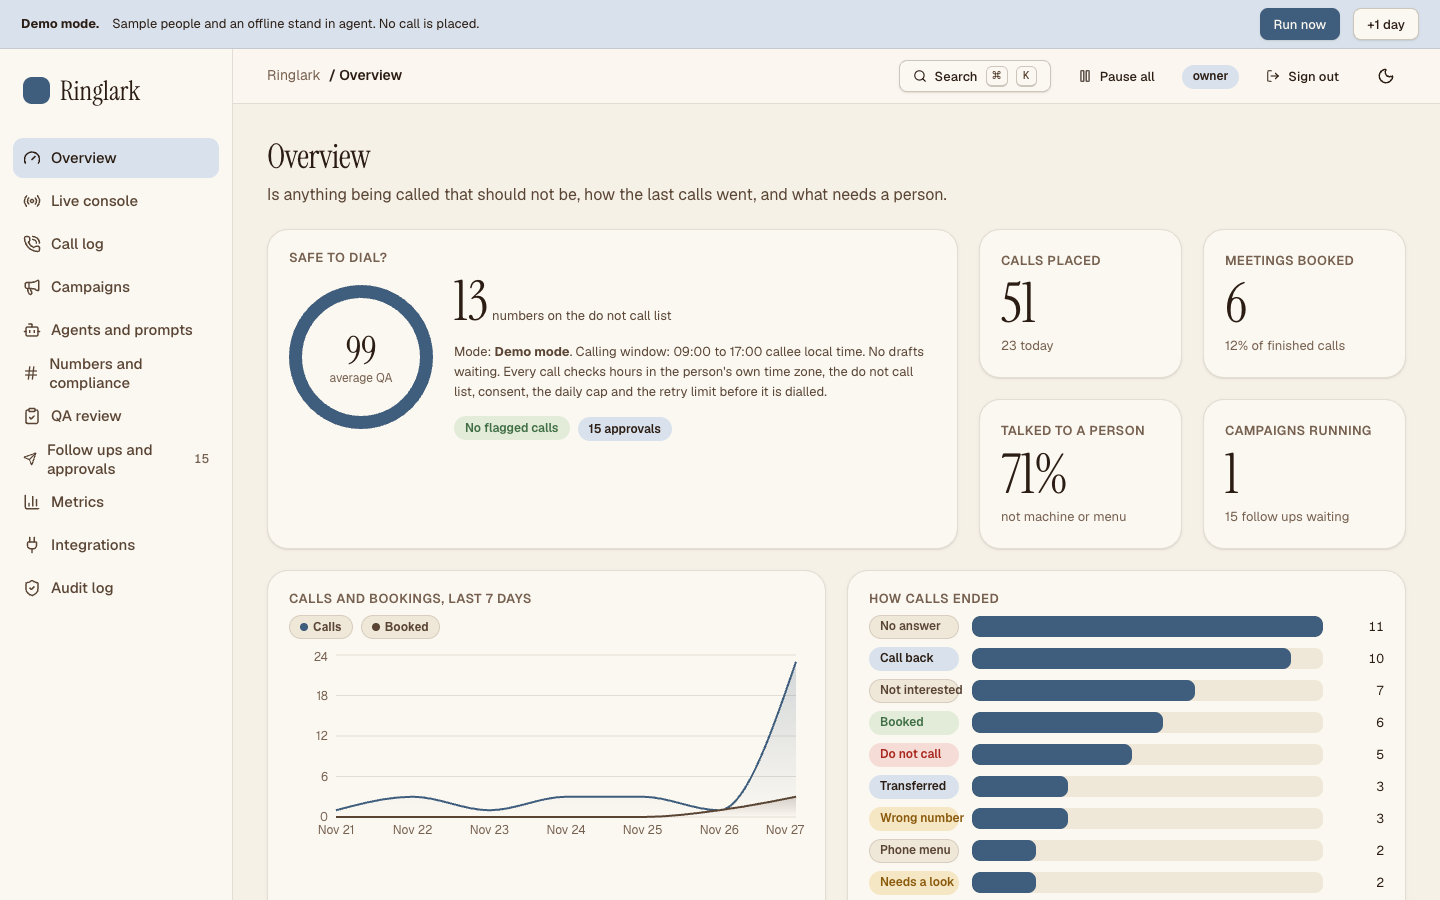 Demo mode. Sample people and an offline stand in agent. No call is placed.
Run now
+1 day
Ringlark
Ringlark / Overview
Search ⌘ K
Pause all
owner
Sign out
Overview
Live console
Call log
Campaigns
Agents and prompts
Numbers and
compliance
QA review
Follow ups and
approvals
15
Metrics
Integrations
Audit log
Overview
Is anything being called that should not be, how the last calls went, and what needs a person.
SAFE TO DIAL?
99
average QA
13 numbers on the do not call list
Mode: Demo mode. Calling window: 09:00 to 17:00 callee local time. No drafts
waiting. Every call checks hours in the person's own time zone, the do not call
list, consent, the daily cap and the retry limit before it is dialled.
No flagged calls
15 approvals
CALLS PLACED
51
23 today
MEETINGS BOOKED
6
12% of finished calls
TALKED TO A PERSON
71%
not machine or menu
CAMPAIGNS RUNNING
1
15 follow ups waiting
CALLS AND BOOKINGS, LAST 7 DAYS
Calls
Booked
24
18
12
6
0
Nov 21 Nov 22 Nov 23 Nov 24 Nov 25 Nov 26 Nov 27
HOW CALLS ENDED
No answer 11
Call back 10
Not interested 7
Booked 6
Do not call 5
Transferred 3
Wrong number 3
Phone menu 2
Needs a look 2